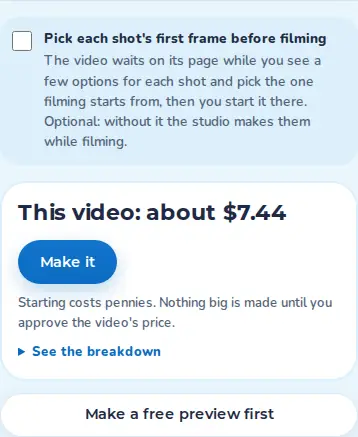 Pick each shot's first frame before filming
The video waits on its page while you see a
few options for each shot and pick the one
filming starts from, then you start it there.
Optional: without it the studio makes them
while filming.
This video: about $7.44
Make it
Starting costs pennies. Nothing big is made until you
approve the video's price.
See the breakdown
Make a free preview first